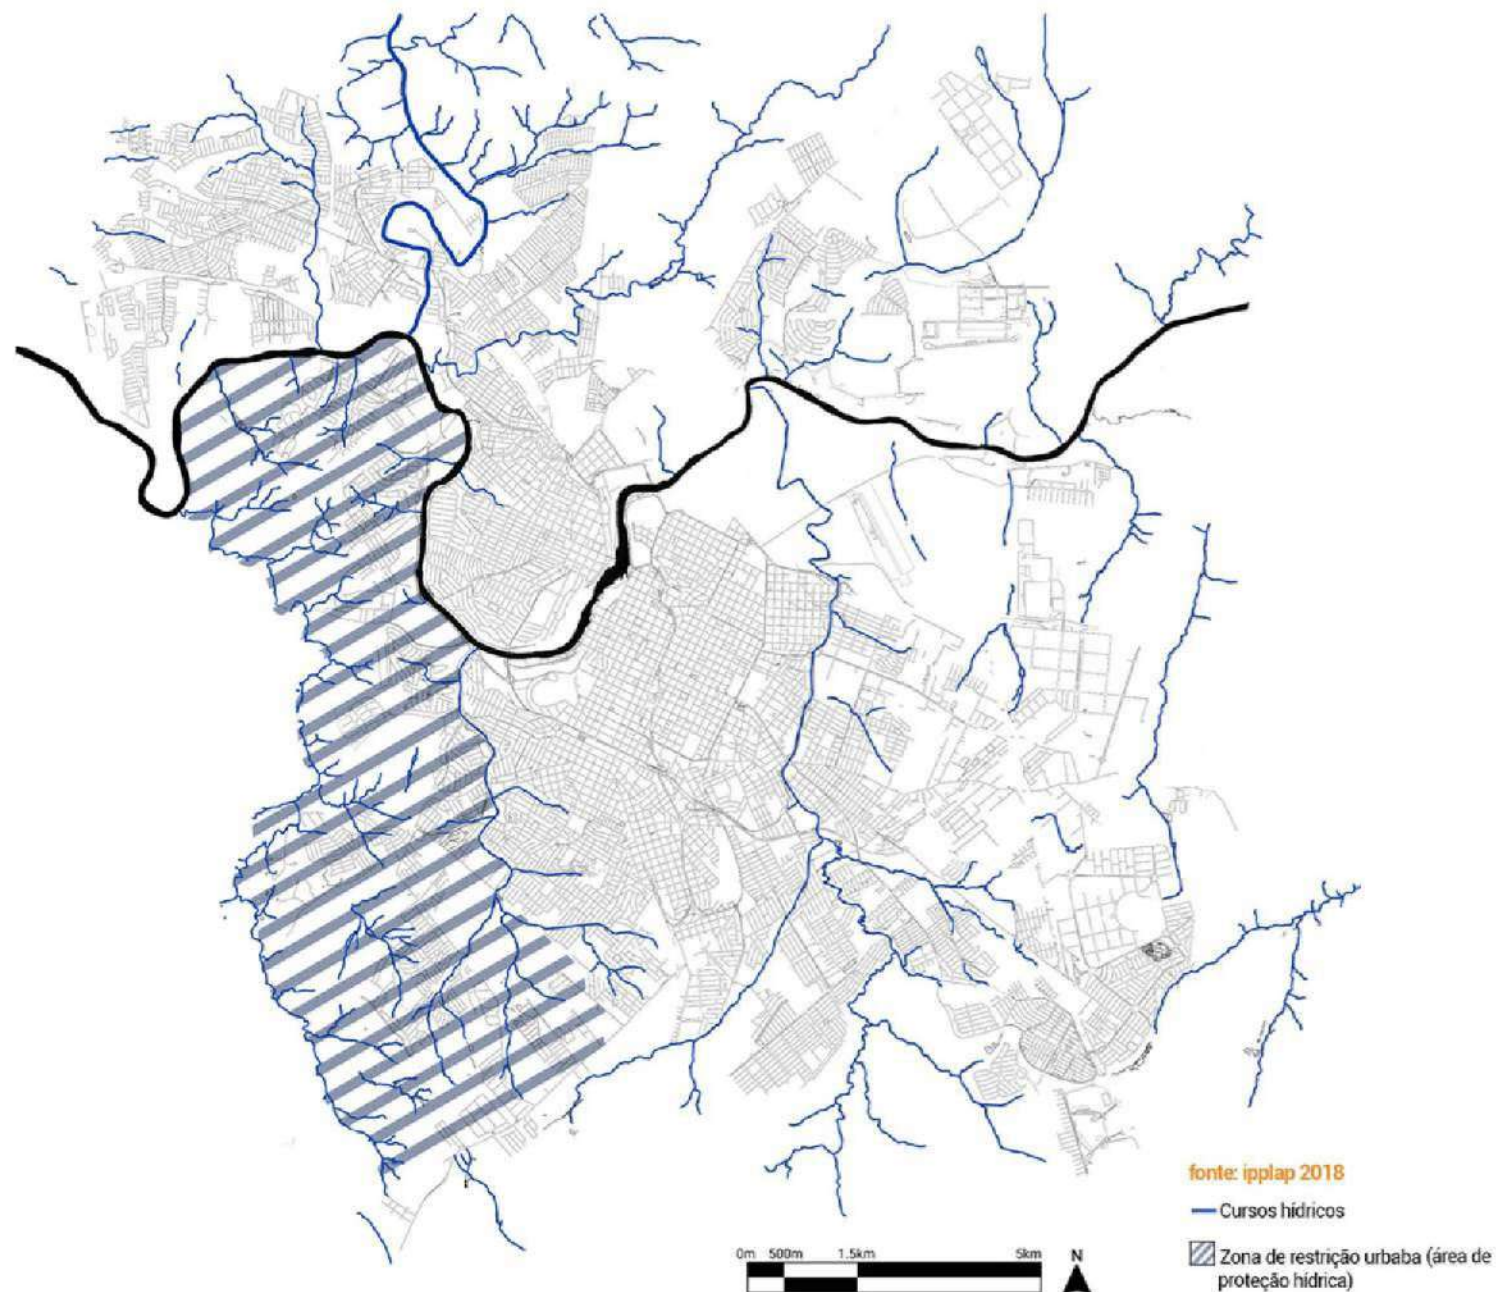 fonte: ipplap 2018
Cursos hídricos
Zona de restrição urbaba (área de
proteção hídrica)
0m 500m 1.5km 5km N